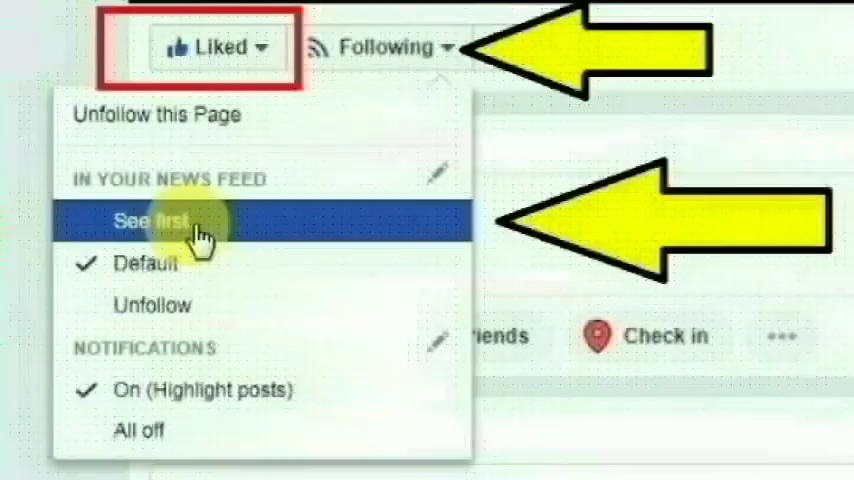 Liked Following
Unfollow this Page
IN YOUR NEWS FEED
See first
Default
Unfollow
NOTIFICATIONS
On (Highlight posts)
All off
riends Check in